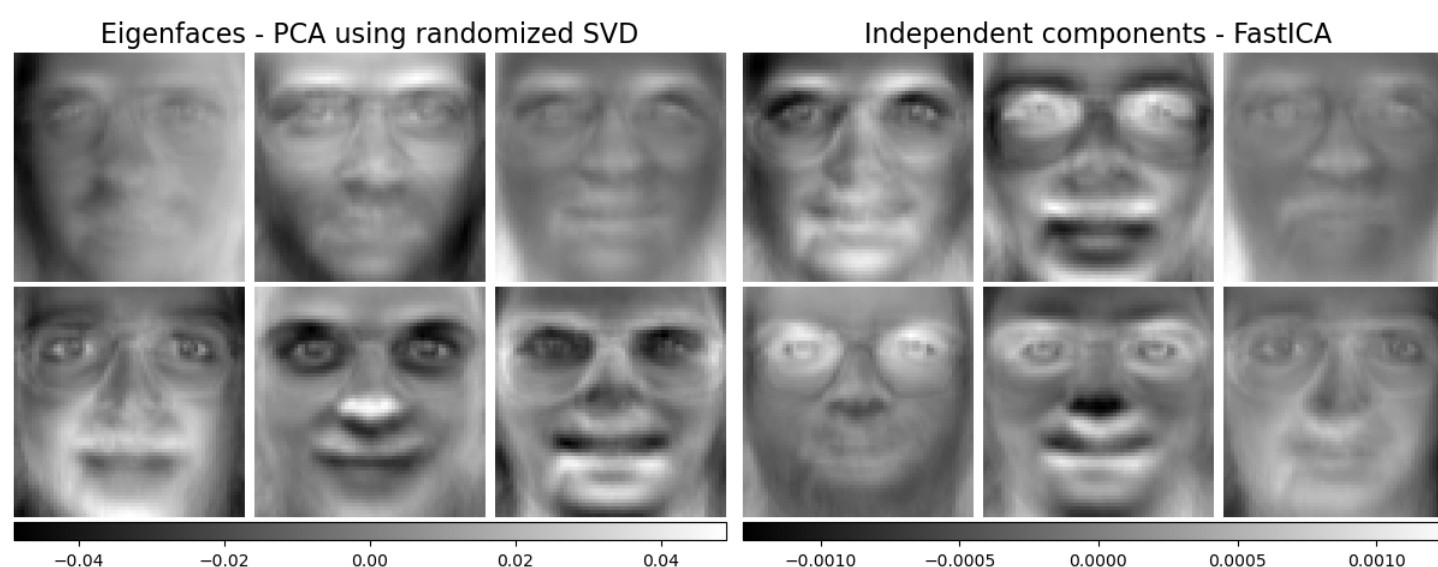 Eigenfaces - PCA using randomized SVD
Independent components - FastICA
−0.04 −0.02 0.00 0.02 0.04
−0.0010 −0.0005 0.0000 0.0005 0.0010